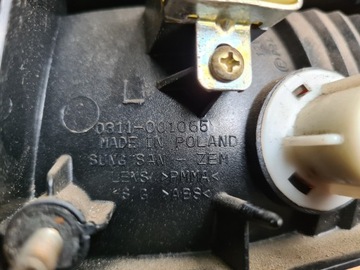 L
0311-001065
MADE IN POLAND
SUNG SAN - ZEM
LENS >PMMA<
>ABS<